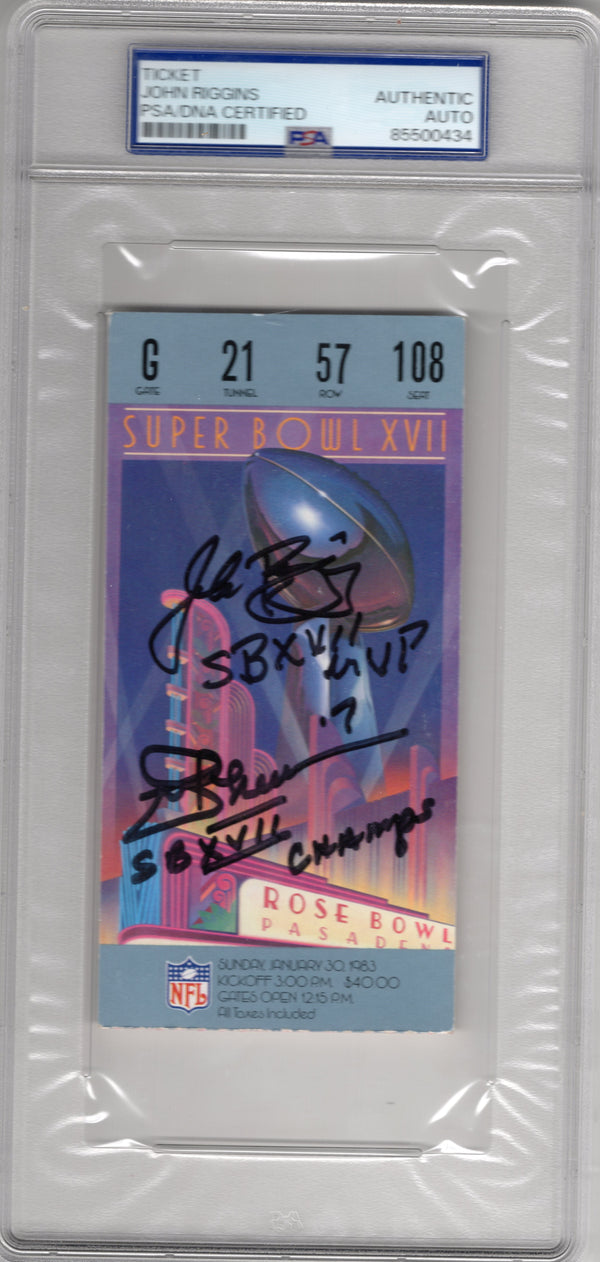 TICKET
JOHN RIGGINS
PSA/DNA CERTIFIED
AUTHENTIC
AUTO
85500434
PSA
G 21 57 108
GATE TUNNEL ROW SEAT
SUPER BOWL XVII
John
SBXVII MVP
SBXVII CHAMPS
ROSE BOWL
PASADEN
NFL
SUNDAY, JANUARY 30, 1983
KICKOFF 3:00 P.M. $40.00
GATES OPEN 12:15 P.M.
All Taxes Included